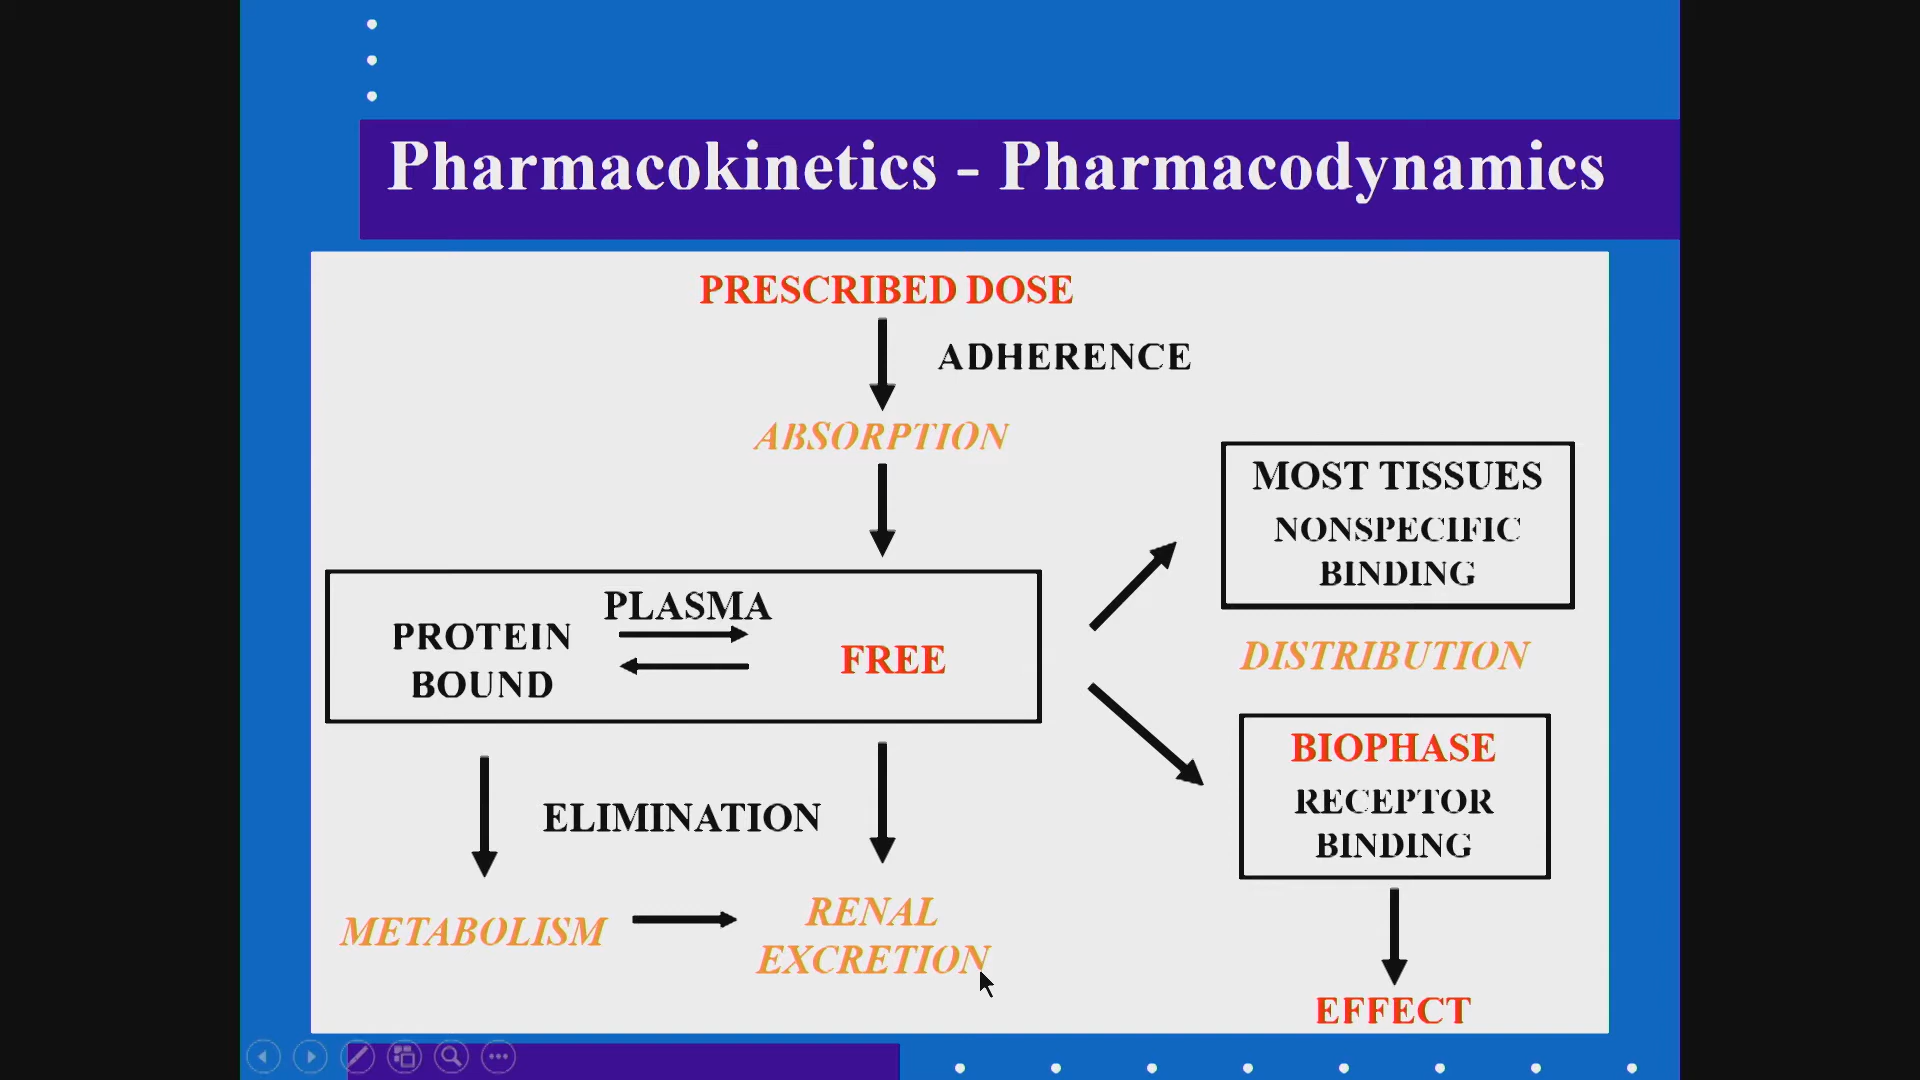 Pharmacokinetics - Pharmacodynamics
PRESCRIBED DOSE
ADHERENCE
ABSORPTION
MOST TISSUES
NONSPECIFIC
BINDING
PLASMA
PROTEIN
BOUND
FREE
DISTRIBUTION
BIOPHASE
RECEPTOR
BINDING
ELIMINATION
METABOLISM
RENAL
EXCRETION
EFFECT